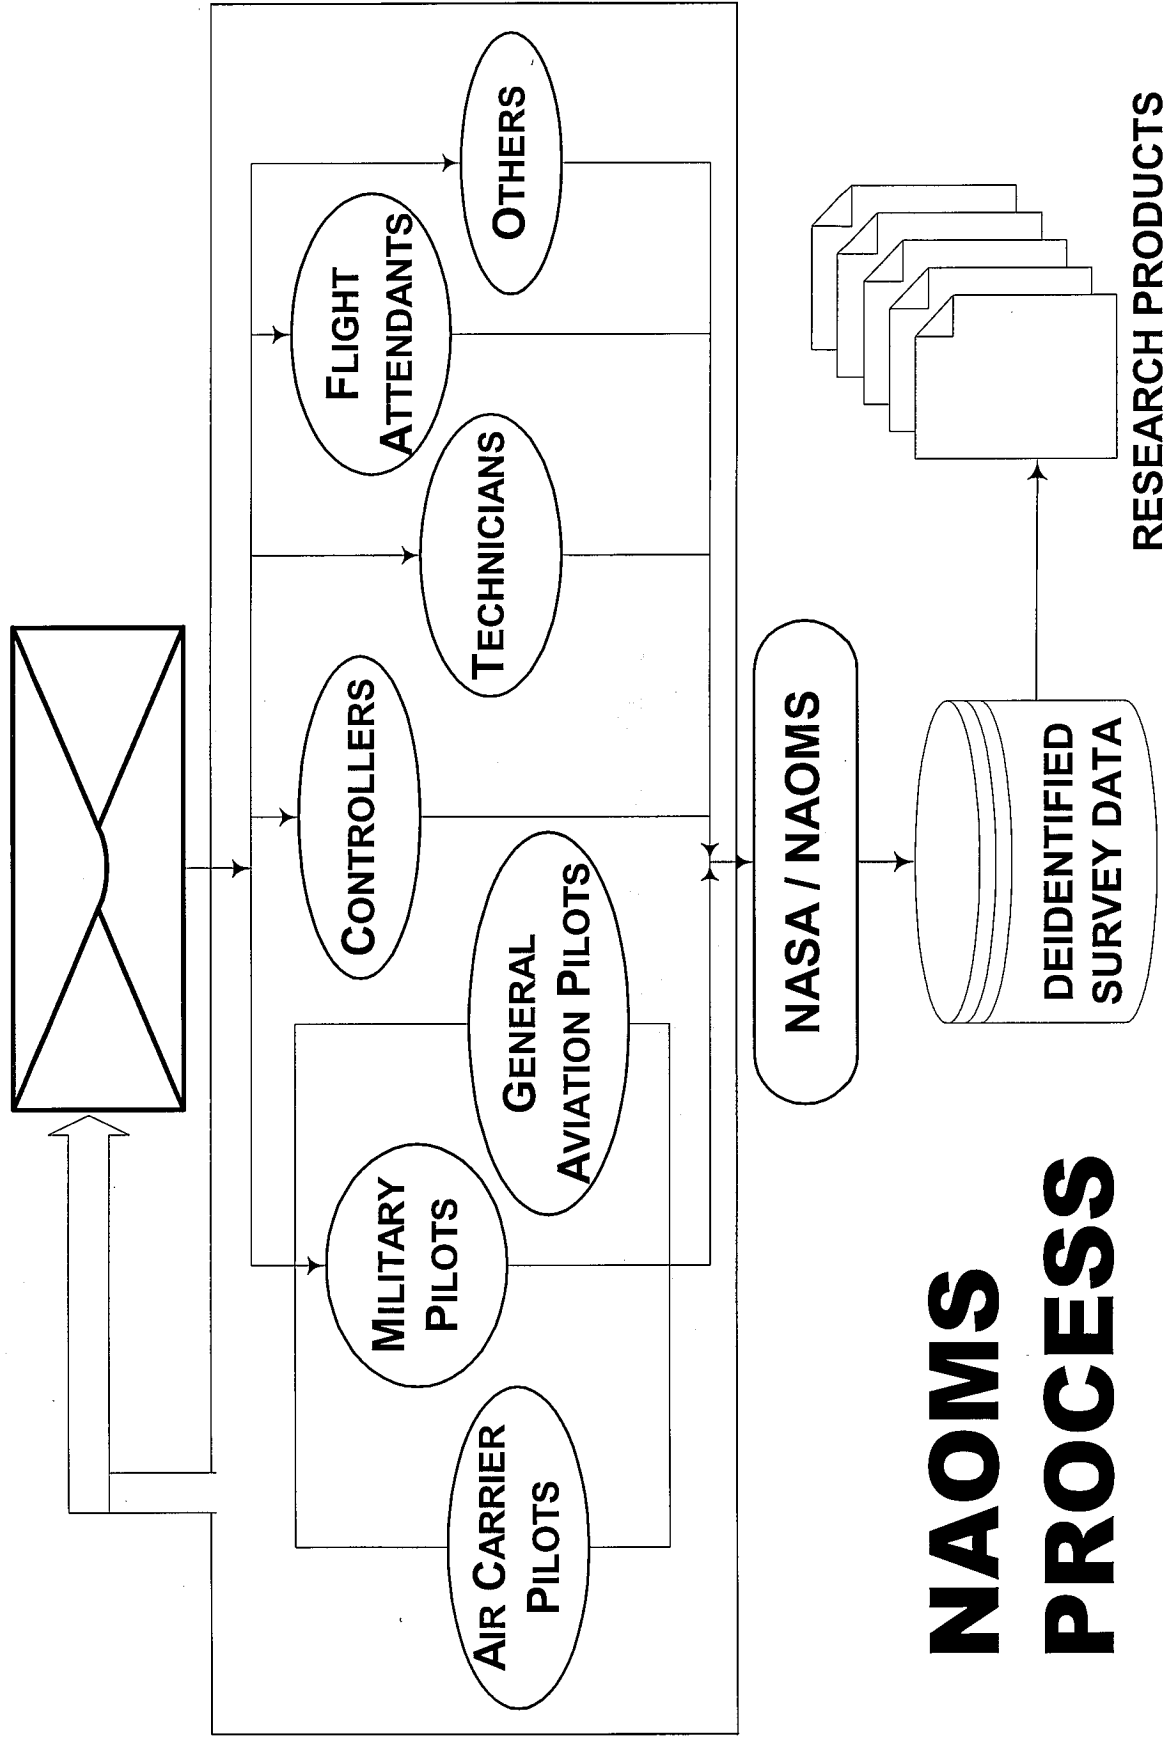 AIR CARRIER
PILOTS
MILITARY
PILOTS
GENERAL
AVIATION PILOTS
CONTROLLERS
TECHNICIANS
FLIGHT
ATTENDANTS
OTHERS
NASA / NAOMS
DEIDENTIFIED
SURVEY DATA
RESEARCH PRODUCTS
NAOMS
PROCESS